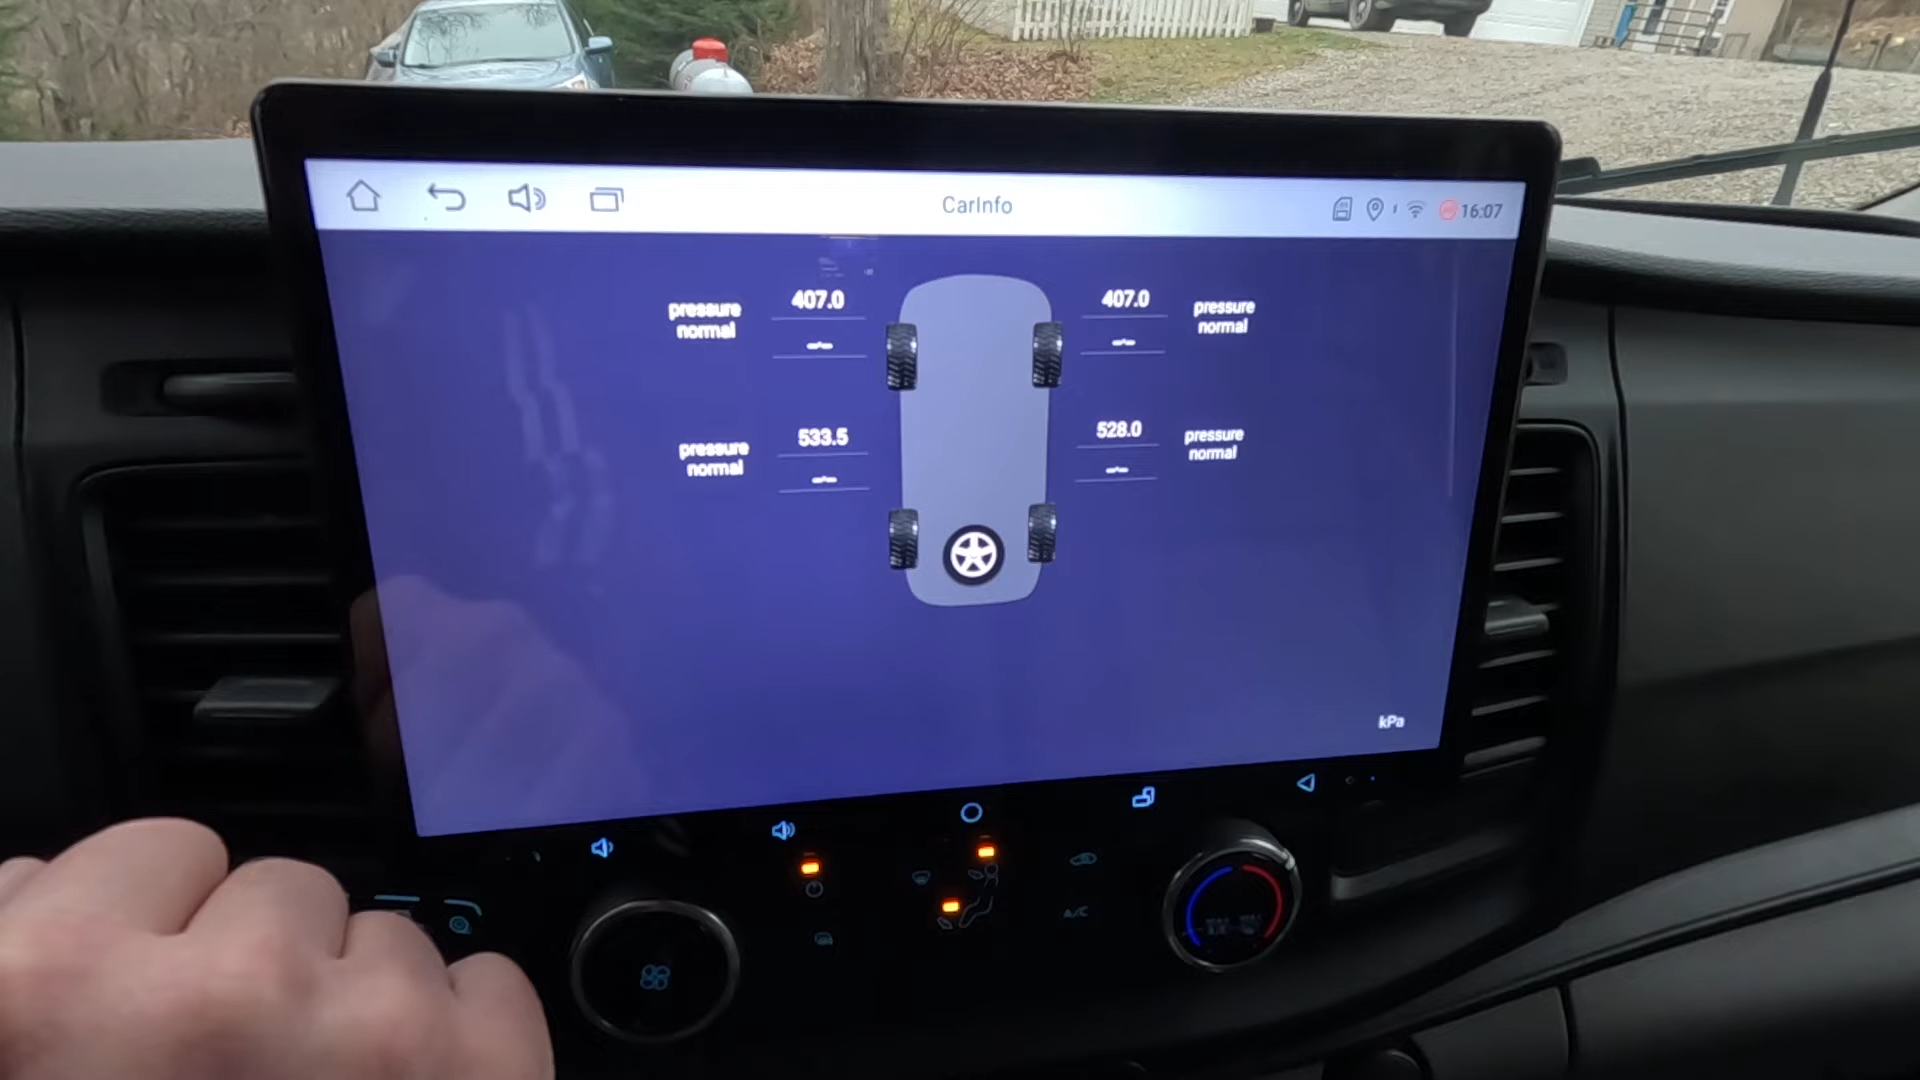 CarInfo
16:07
pressure
normal
407.0
--.--
407.0
--.--
pressure
normal
pressure
normal
533.5
--.--
528.0
--.--
pressure
normal
kPa
A/C